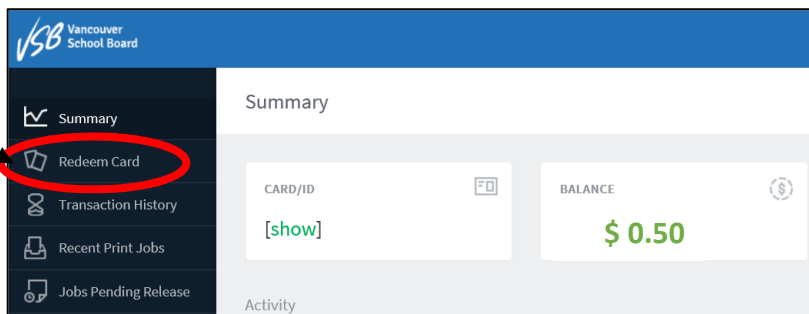 VSB Vancouver
School Board
Summary
Redeem Card
Transaction History
Recent Print Jobs
Jobs Pending Release
Summary
CARD/ID
[show]
BALANCE
$ 0.50
Activity